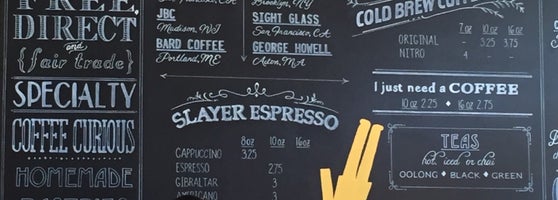 FREE,
DIRECT
and
{fair trade}
SPECIALTY
COFFEE CURIOUS
HOMEMADE
JBC
Madison, WI
BARD COFFEE
Portland, ME
Brooklyn, NY
SIGHT GLASS
San Francisco, CA
GEORGE HOWELL
Acton, MA
SLAYER ESPRESSO
8oz 10oz 16oz
CAPPUCCINO 3.25
ESPRESSO 2.75
GIBRALTAR 3
AMERICANO
COLD BREW COFFEE
7oz 10oz 16oz
ORIGINAL - 3.25 3.75
NITRO 4 - -
I just need a COFFEE
10oz 2.25 ♦ 16oz 2.75
TEAS
hot, iced or chai
OOLONG ♦ BLACK ♦ GREEN